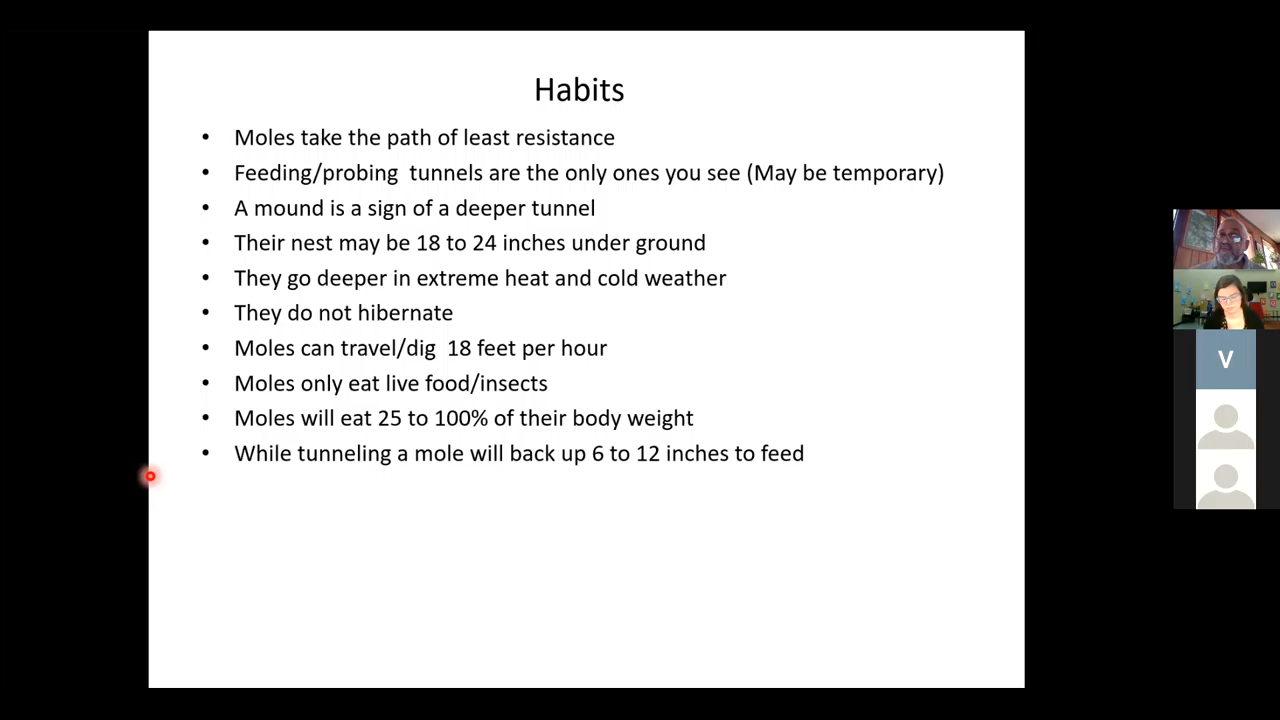 Habits
• Moles take the path of least resistance
• Feeding/probing  tunnels are the only ones you see (May be temporary)
• A mound is a sign of a deeper tunnel
• Their nest may be 18 to 24 inches under ground
• They go deeper in extreme heat and cold weather
• They do not hibernate
• Moles can travel/dig  18 feet per hour
• Moles only eat live food/insects
• Moles will eat 25 to 100% of their body weight
• While tunneling a mole will back up 6 to 12 inches to feed
V